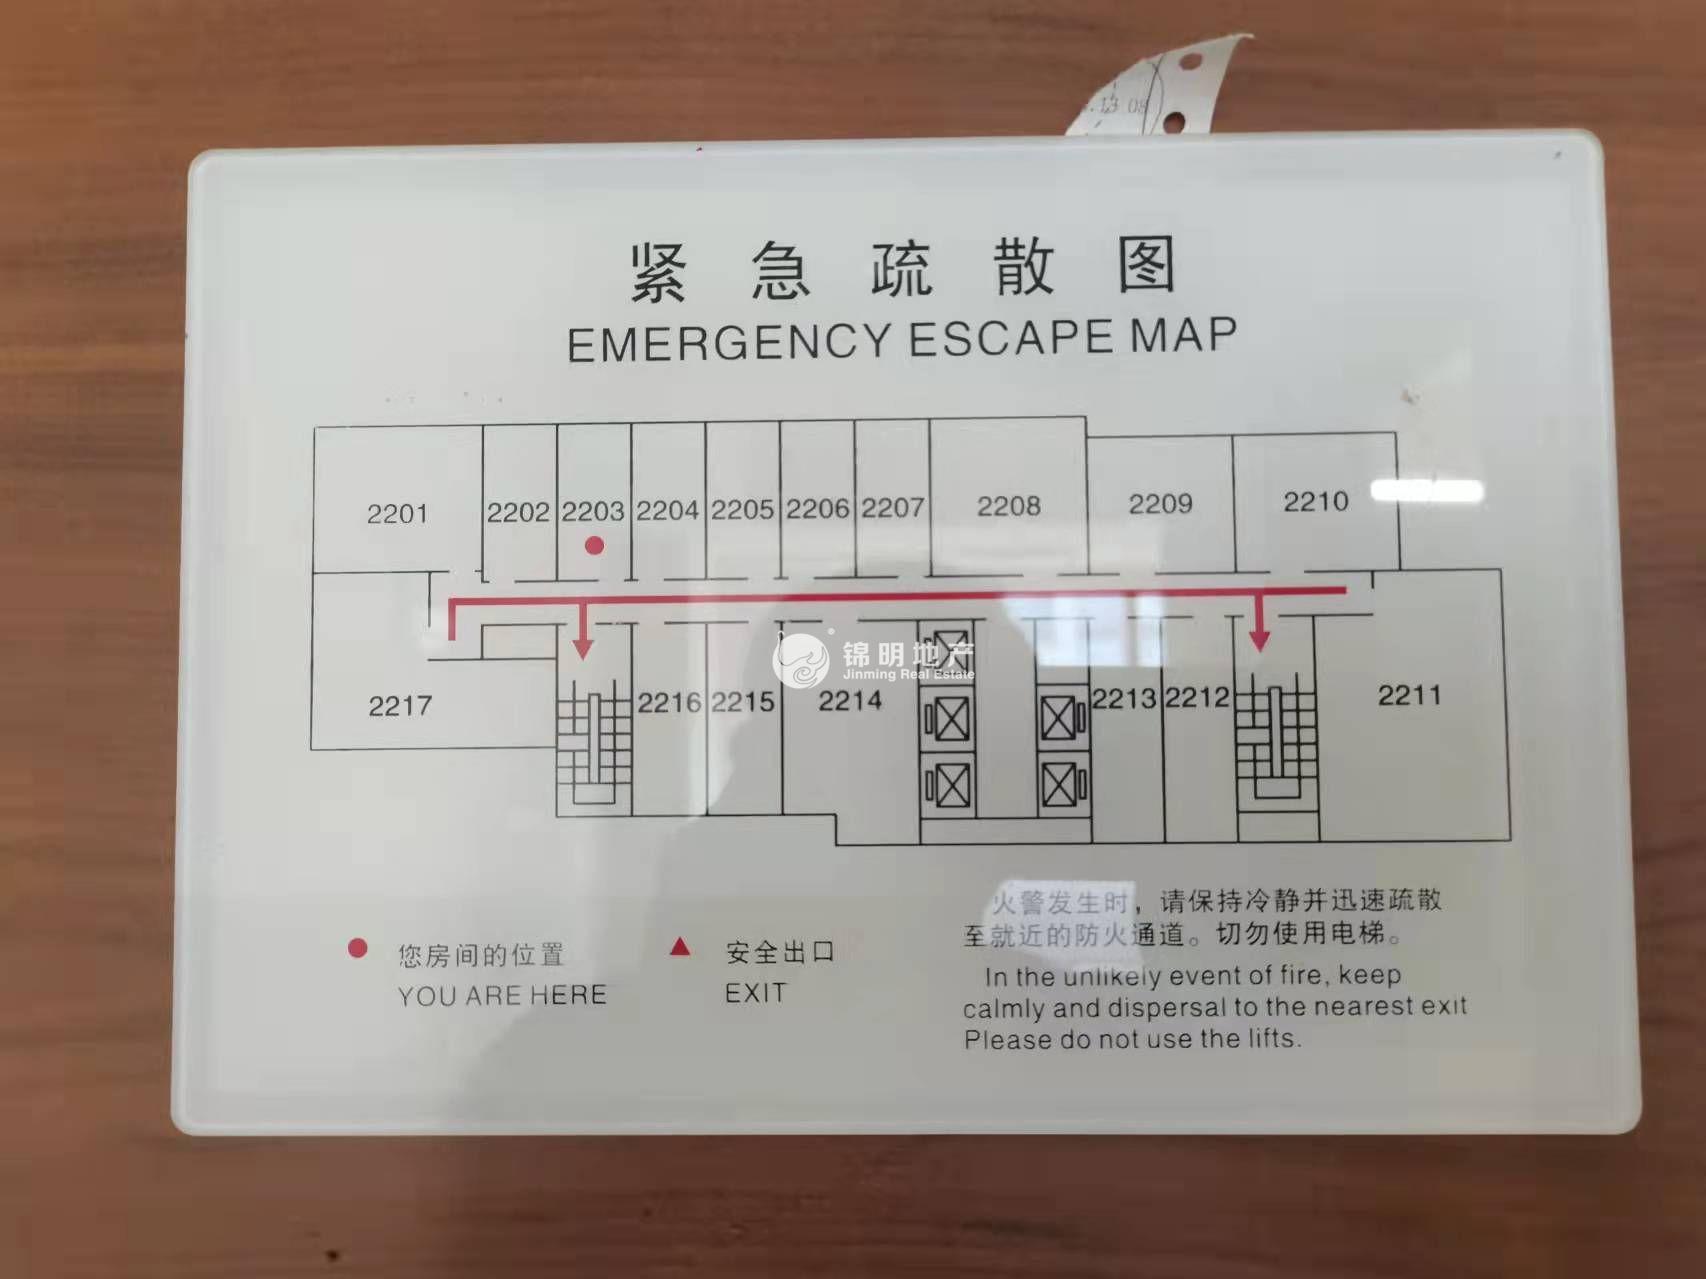 .13 08
紧急疏散图
EMERGENCY ESCAPE MAP
2201 2202 2203 2204 2205 2206 2207 2208 2209 2210
锦明地产
Jinming Real Estate
2217 2216 2215 2214 2213 2212 2211
您房间的位置
YOU ARE HERE
安全出口
EXIT
火警发生时，请保持冷静并迅速疏散
至就近的防火通道。切勿使用电梯。
In the unlikely event of fire, keep
calmly and dispersal to the nearest exit
Please do not use the lifts.